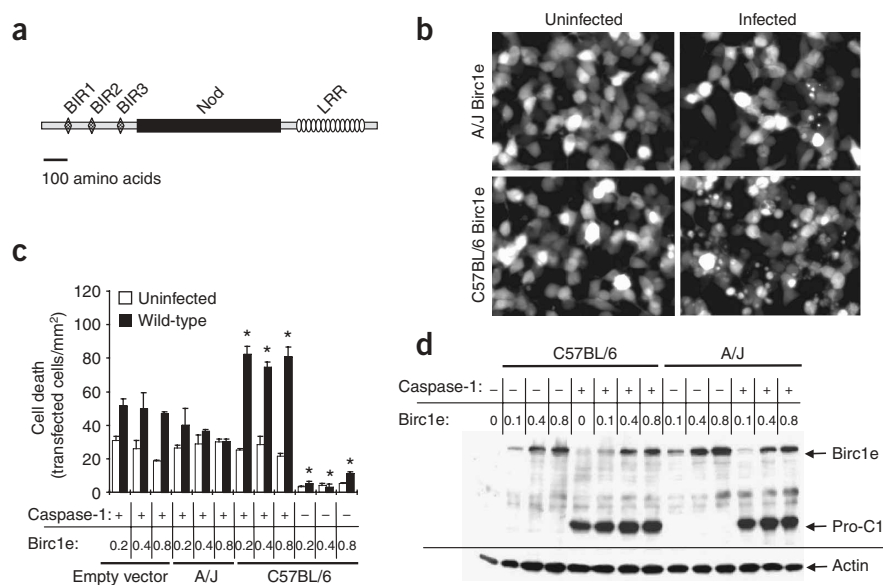 a
BIR1 BIR2 BIR3 Nod LRR
100 amino acids
b
Uninfected Infected
A/J Birc1e
C57BL/6 Birc1e
c
Uninfected
Wild-type
Cell death
(transfected cells/mm²)
120
100
80
60
40
20
0
* * * * * *
Caspase-1: + + + + + + + + + – – –
Birc1e: 0.2 0.4 0.8 0.2 0.4 0.8 0.2 0.4 0.8 0.2 0.4 0.8
Empty vector A/J C57BL/6
d
C57BL/6 A/J
Caspase-1: – – – – + + + + – – – + + +
Birc1e: 0 0.1 0.4 0.8 0 0.1 0.4 0.8 0.1 0.4 0.8 0.1 0.4 0.8
Birc1e
Pro-C1
Actin